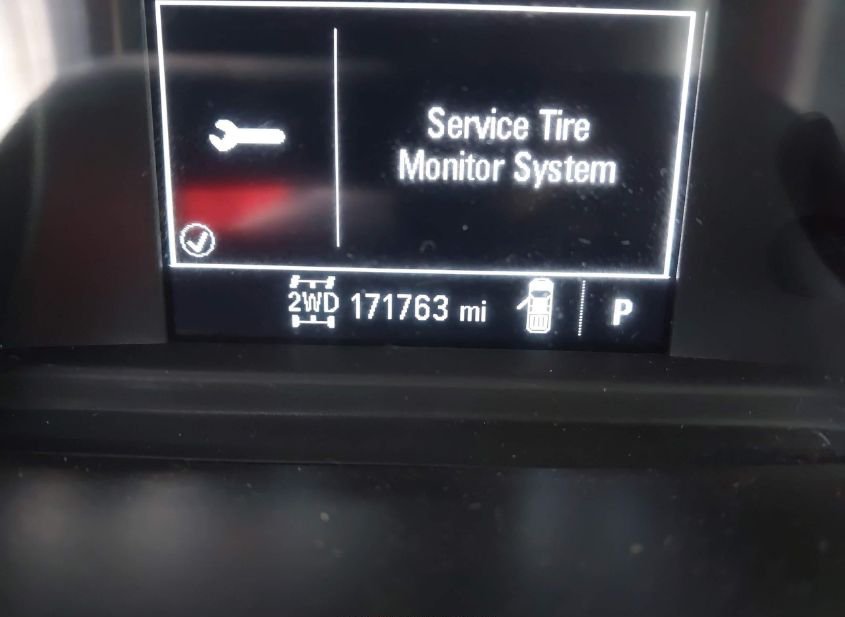 Service Tire
Monitor System
2WD 171763 mi P